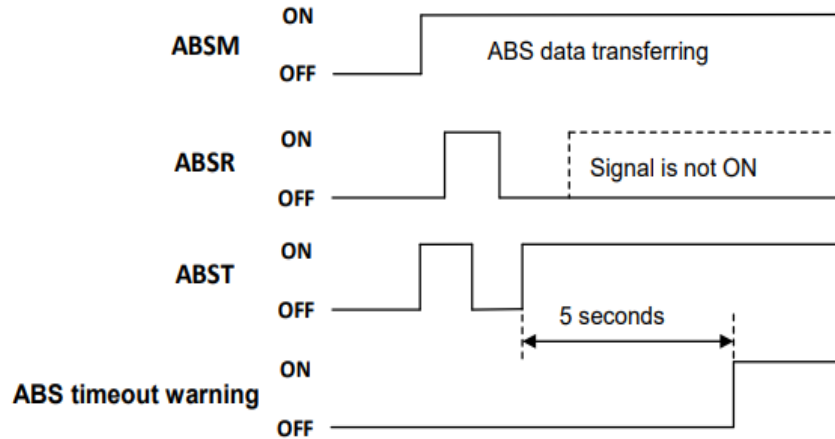 ON
ABSM
ABS data transferring
OFF
ON
ABSR
Signal is not ON
OFF
ON
ABST
OFF
5 seconds
ON
ABS timeout warning
OFF